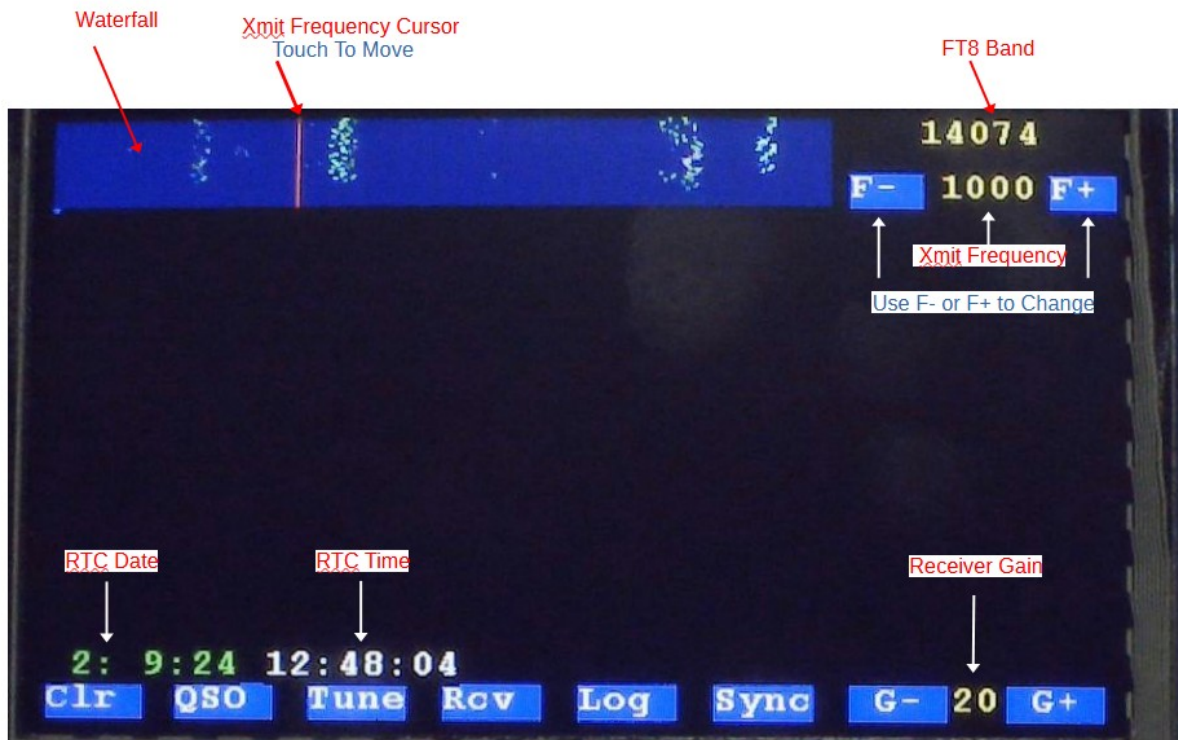 Waterfall
Xmit Frequency Cursor
Touch To Move
FT8 Band
14074
F- 1000 F+
Xmit Frequency
Use F- or F+ to Change
RTC Date
RTC Time
Receiver Gain
2: 9:24 12:48:04
Clr QSO Tune Rcv Log Sync G- 20 G+